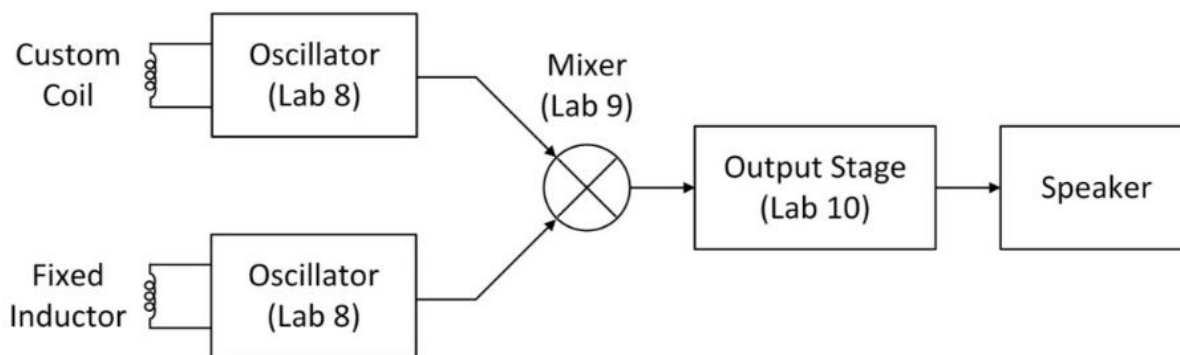 Custom
Coil
Oscillator
(Lab 8)
Mixer
(Lab 9)
Output Stage
(Lab 10)
Speaker
Fixed
Inductor
Oscillator
(Lab 8)